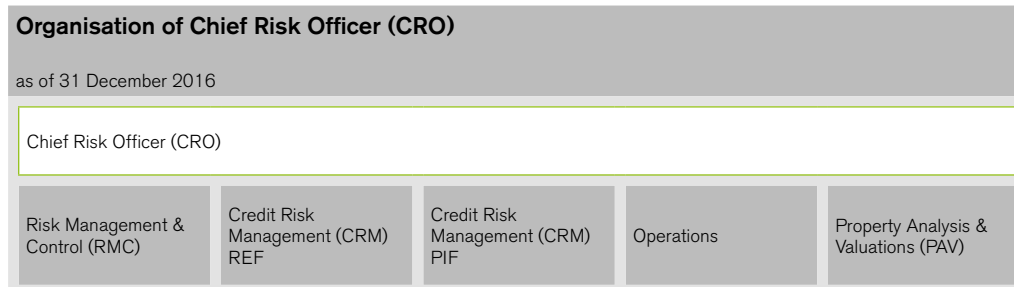 Organisation of Chief Risk Officer (CRO)
as of 31 December 2016
Chief Risk Officer (CRO)
Risk Management &
Control (RMC)
Credit Risk
Management (CRM)
REF
Credit Risk
Management (CRM)
PIF
Operations
Property Analysis &
Valuations (PAV)